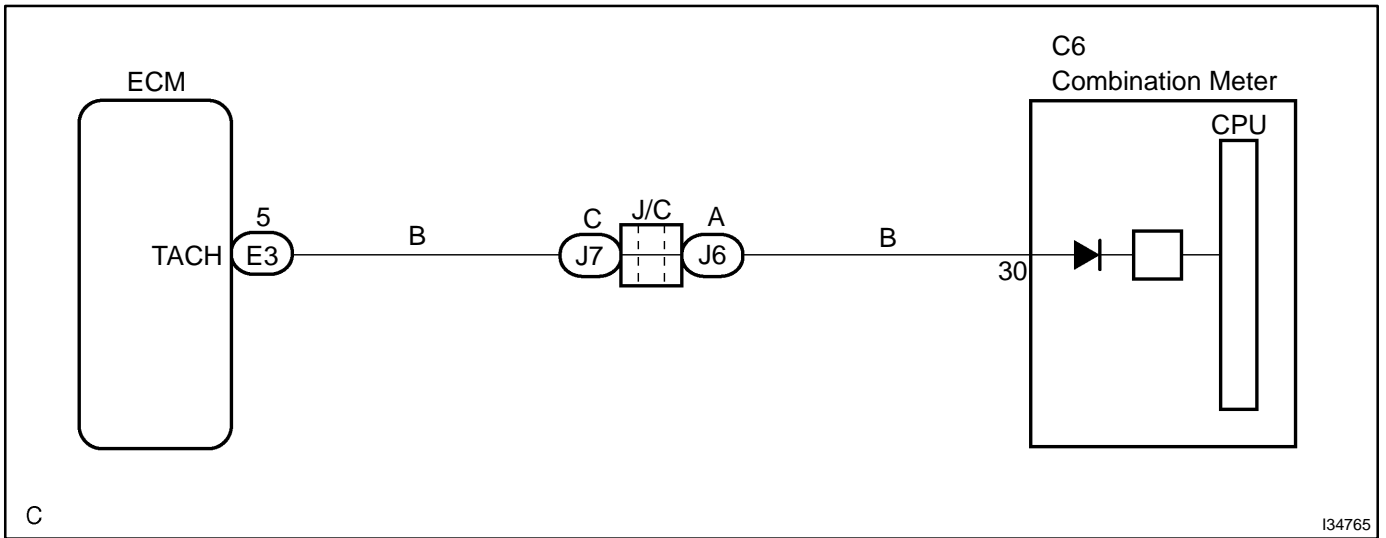 C6
Combination Meter
ECM
CPU
5
C
J/C
A
B
B
TACH
E3
J7
J6
30
C
I34765